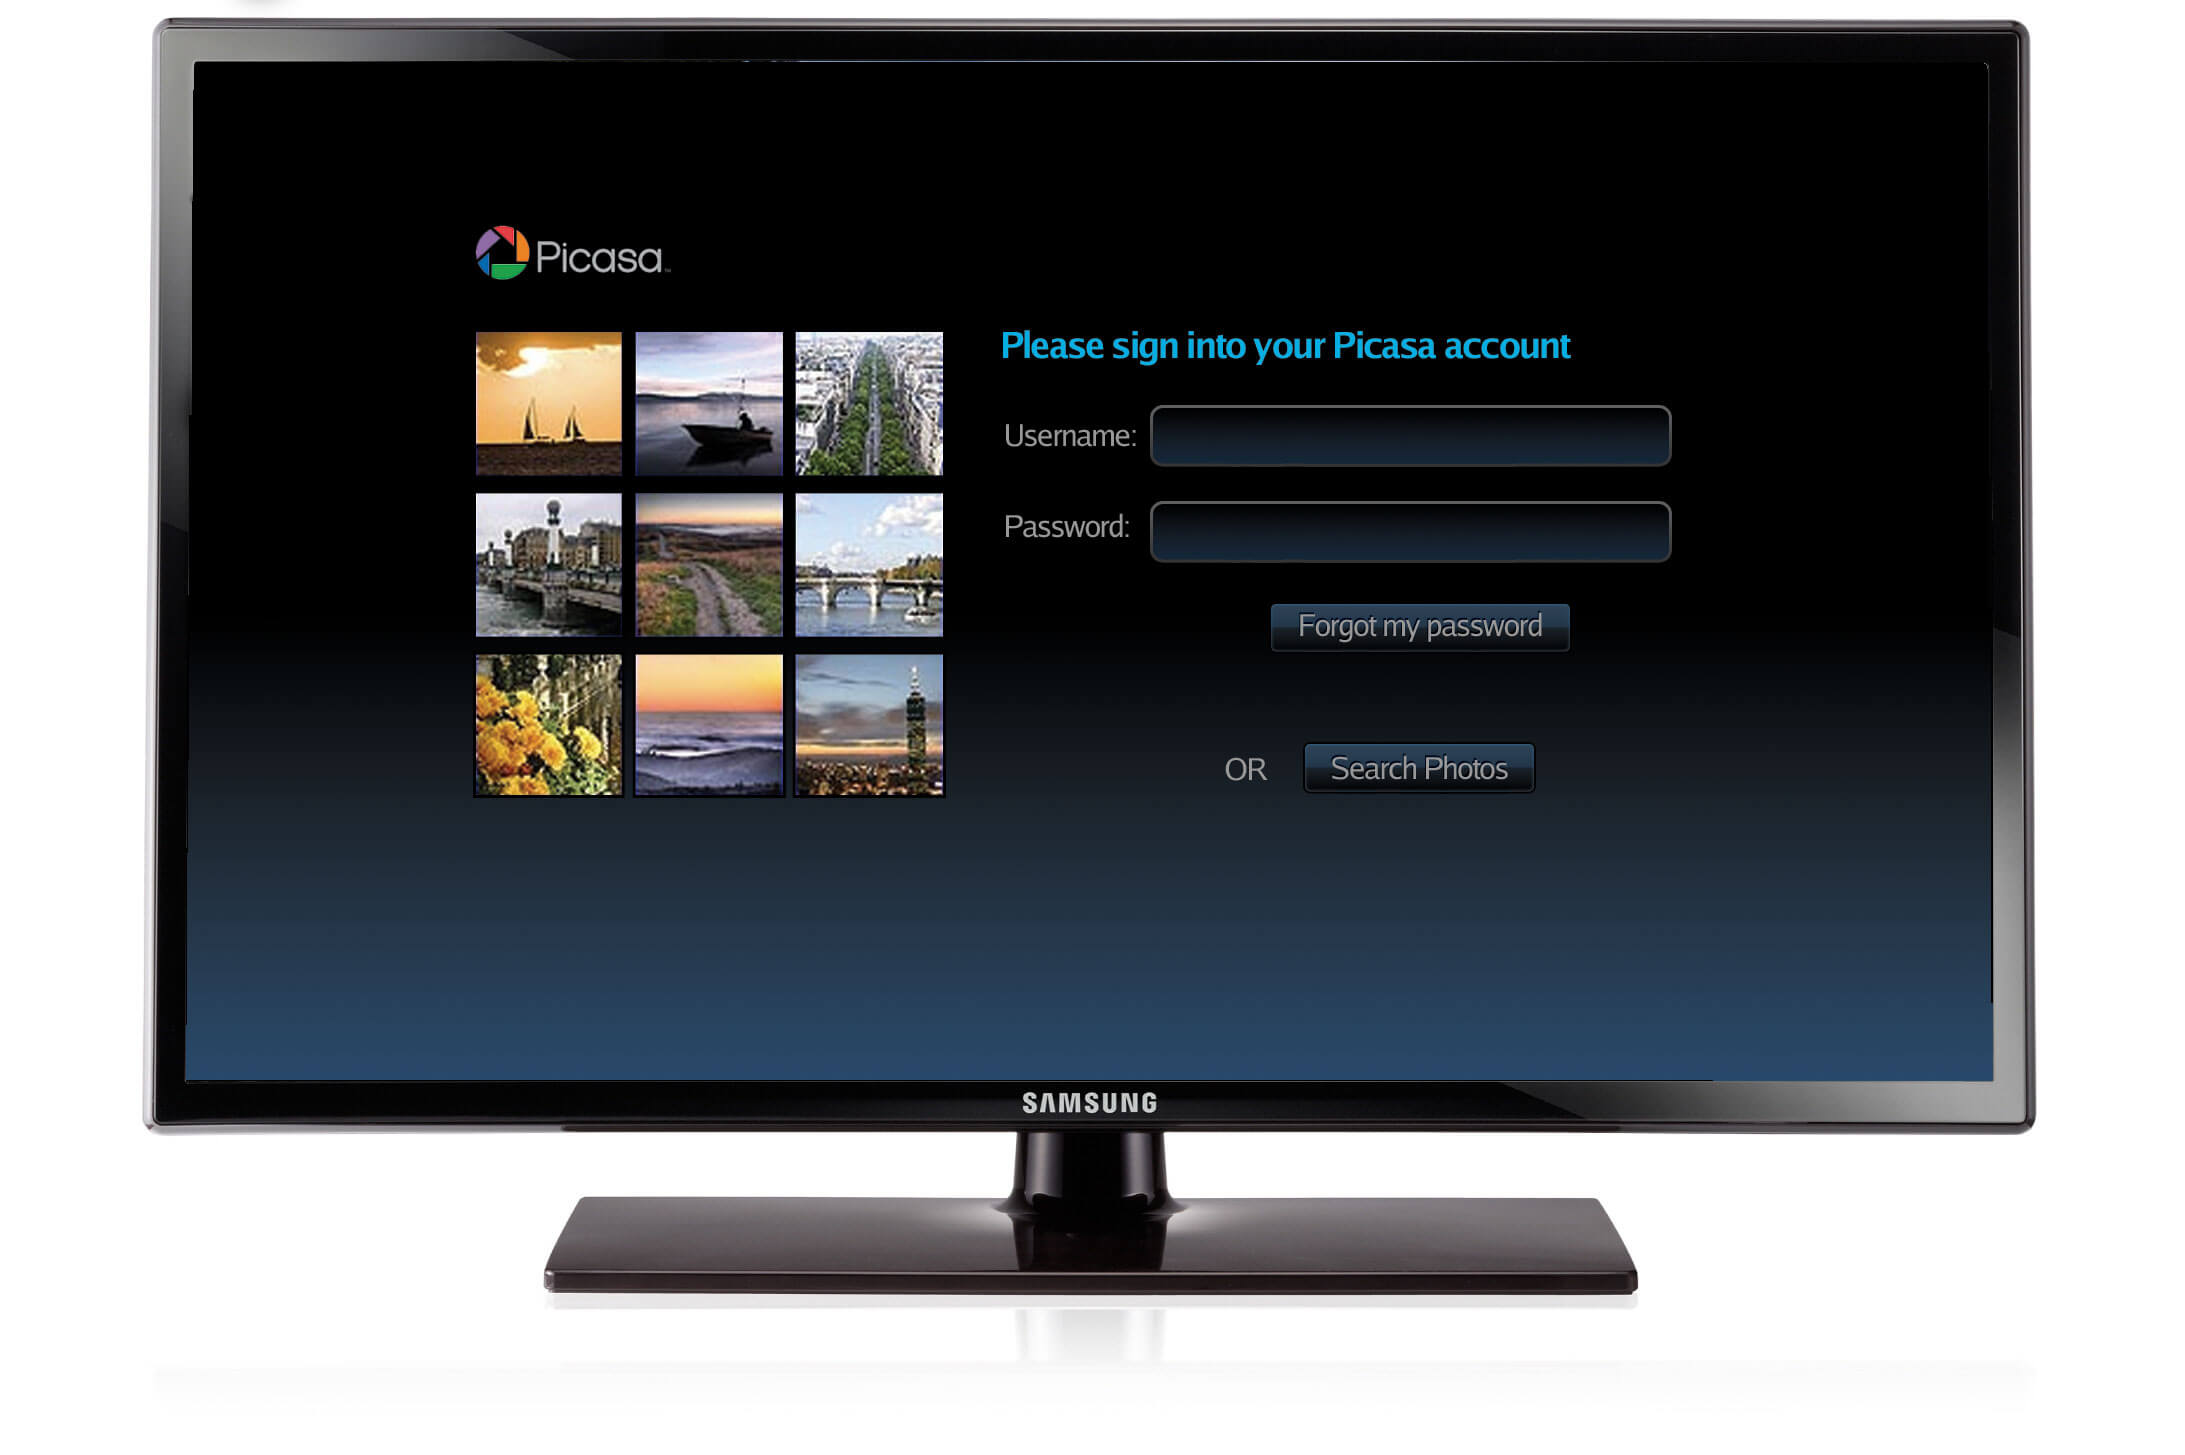 Picasa
Please sign into your Picasa account
Username:
Password:
Forgot my password
OR Search Photos
SAMSUNG